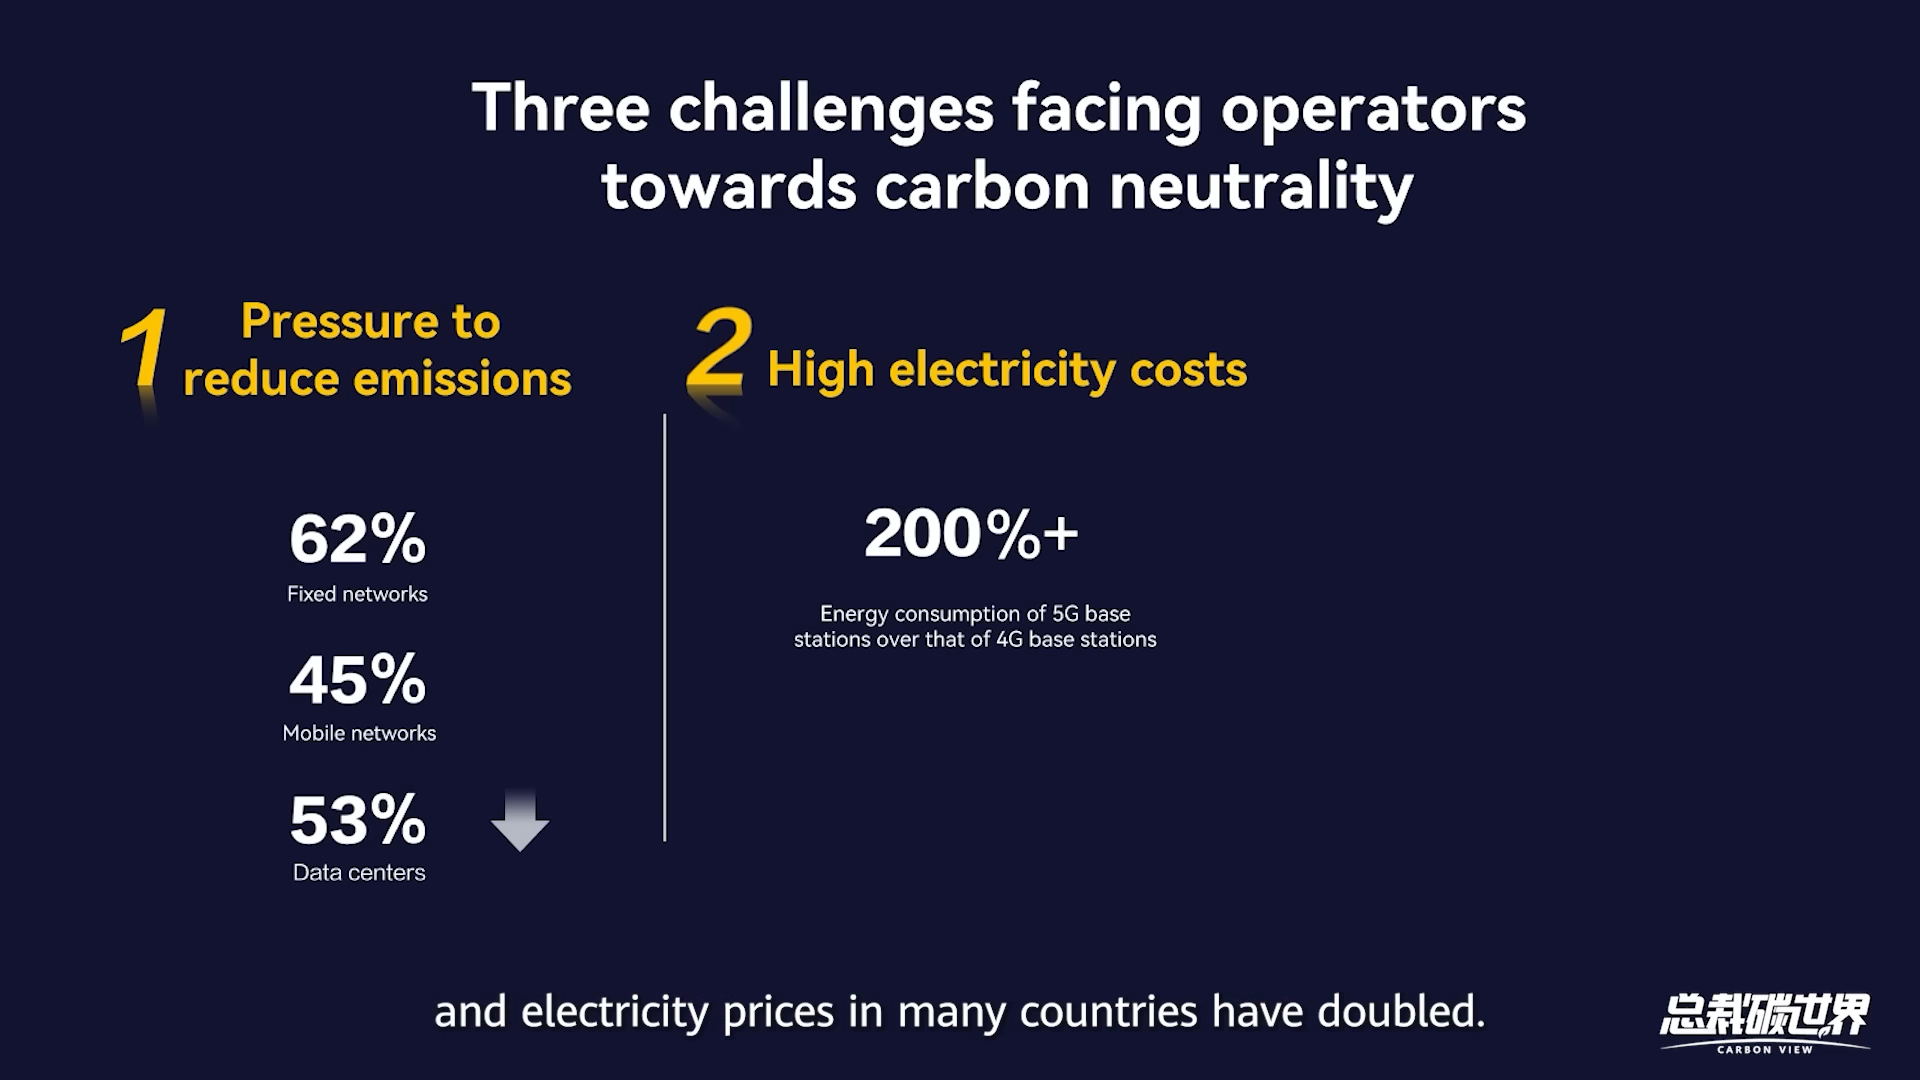 Three challenges facing operators
towards carbon neutrality
1
Pressure to
reduce emissions
62%
Fixed networks
45%
Mobile networks
53%
Data centers
2
High electricity costs
200%+
Energy consumption of 5G base
stations over that of 4G base stations
and electricity prices in many countries have doubled.
总裁碳世界
CARBON VIEW